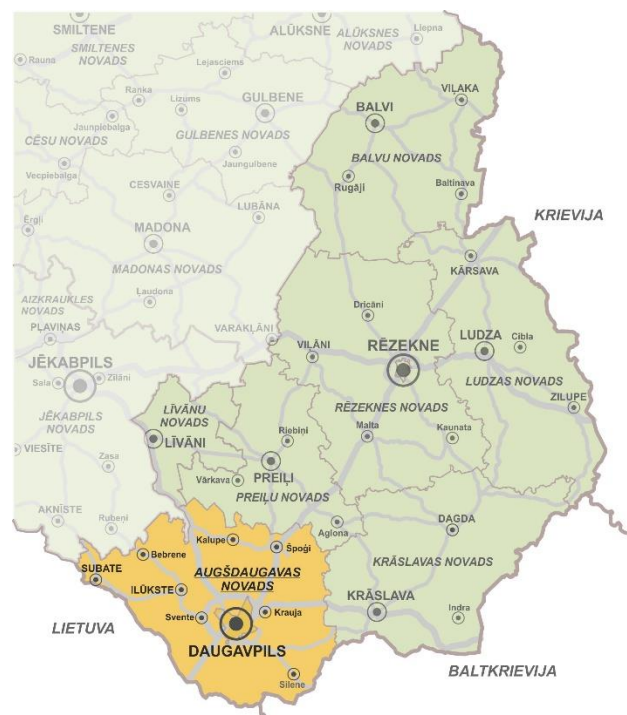 SMILTENE
ALŪKSNE
SMILTENES
NOVADS
ALŪKSNES
NOVADS
Liepna
Rauna
Lejasciems
Ranka
Lizums
GULBENE
BALVI
VIĻAKA
Jaunpiebalga
CĒSU NOVADS
GULBENES NOVADS
Jaungulbene
BALVU NOVADS
Vecpiebalga
CESVAINE
Rugāji
Baltinava
LUBĀNA
Ērgļi
MADONA
KRIEVIJA
MADONAS NOVADS
KĀRSAVA
AIZKRAUKLES
NOVADS
Ļaudona
Dricāni
PĻAVIŅAS
VARAKĻĀNI
VIĻĀNI
RĒZEKNE
LUDZA
Cibla
JĒKABPILS
Sala
Zīlāni
LUDZAS NOVADS
ZILUPE
JĒKABPILS
NOVADS
LĪVĀNU
NOVADS
RĒZEKNES NOVADS
LĪVĀNI
Riebiņi
Malta
Kaunata
VIESĪTE
Zasa
PREIĻI
Vārkava
PREIĻU NOVADS
AKNĪSTE
Rubeņi
Aglona
DAGDA
Kalupe
Špoģi
Bebrene
KRĀSLAVAS NOVADS
SUBATE
AUGŠDAUGAVAS
NOVADS
ILŪKSTE
KRĀSLAVA
Indra
Svente
Krauja
LIETUVA
DAUGAVPILS
BALTKRIEVIJA
Silene